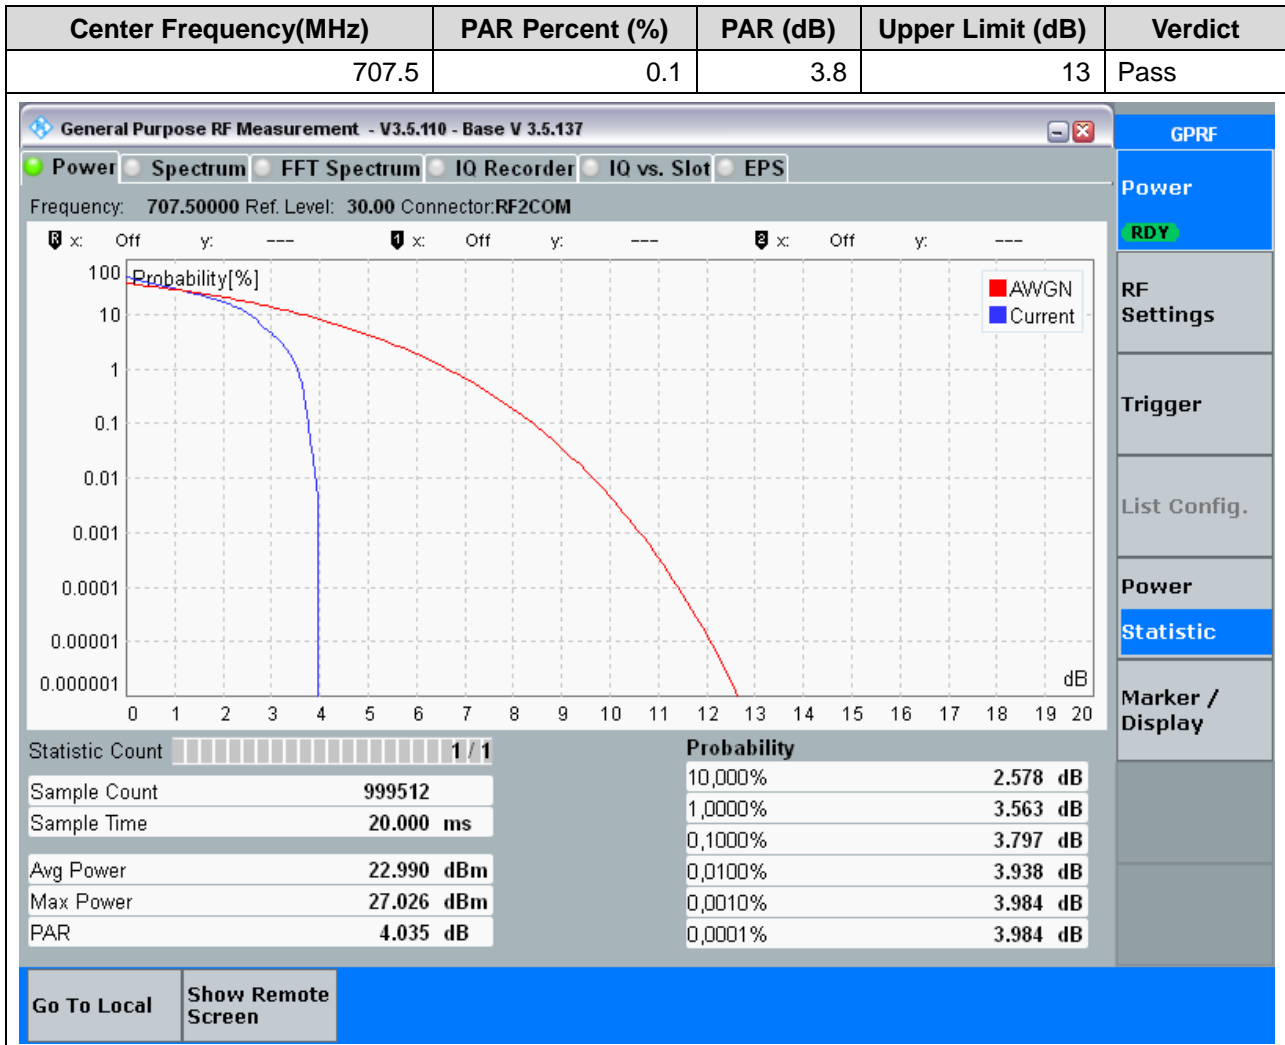 Center Frequency(MHz) PAR Percent (%) PAR (dB) Upper Limit (dB) Verdict
707.5 0.1 3.8 13 Pass
General Purpose RF Measurement - V3.5.110 - Base V 3.5.137
GPRF
Power Spectrum FFT Spectrum IQ Recorder IQ vs. Slot EPS
Power
RDY
Frequency: 707.50000 Ref. Level: 30.00 Connector:RF2COM
R x: Off y: --- 1 x: Off y: --- 2 x: Off y: ---
Probability[%]
AWGN
Current
100
10
1
0.1
0.01
0.001
0.0001
0.00001
0.000001
dB
0 1 2 3 4 5 6 7 8 9 10 11 12 13 14 15 16 17 18 19 20
RF
Settings
Trigger
List Config.
Power
Statistic
Marker /
Display
Statistic Count 1 / 1
Sample Count 999512
Sample Time 20.000 ms
Avg Power 22.990 dBm
Max Power 27.026 dBm
PAR 4.035 dB
Probability
10,000% 2.578 dB
1,0000% 3.563 dB
0,1000% 3.797 dB
0,0100% 3.938 dB
0,0010% 3.984 dB
0,0001% 3.984 dB
Go To Local
Show Remote
Screen